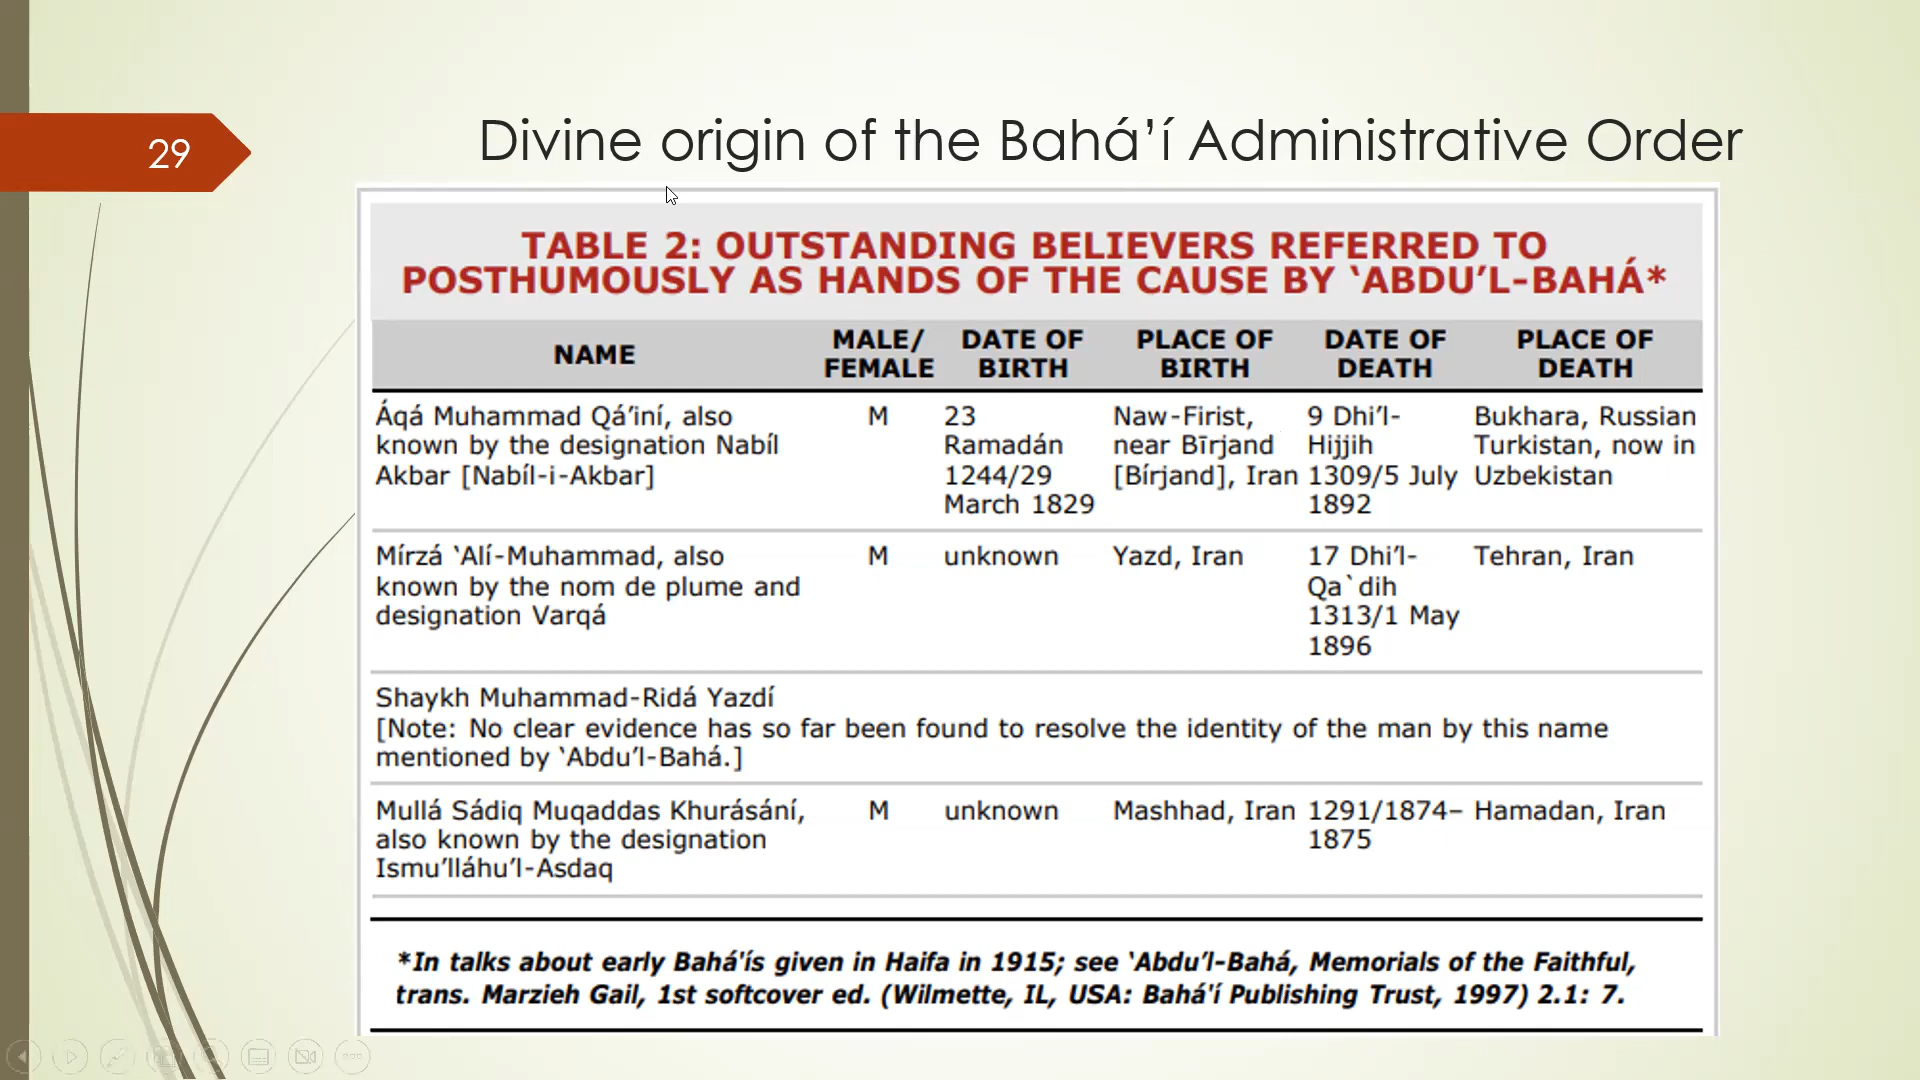 29
Divine origin of the Bahá’í Administrative Order
TABLE 2: OUTSTANDING BELIEVERS REFERRED TO
POSTHUMOUSLY AS HANDS OF THE CAUSE BY ‘ABDU’L-BAHÁ*
NAME
MALE/
FEMALE
DATE OF
BIRTH
PLACE OF
BIRTH
DATE OF
DEATH
PLACE OF
DEATH
Áqá Muhammad Qá’iní, also
known by the designation Nabíl
Akbar [Nabíl-i-Akbar]
M
23
Ramadán
1244/29
March 1829
Naw-Firist,
near Bīrjand
[Bírjand], Iran
9 Dhi’l-
Hijjih
1309/5 July
1892
Bukhara, Russian
Turkistan, now in
Uzbekistan
Mírzá ‘Alí-Muhammad, also
known by the nom de plume and
designation Varqá
M
unknown
Yazd, Iran
17 Dhi’l-
Qa`dih
1313/1 May
1896
Tehran, Iran
Shaykh Muhammad-Ridá Yazdí
[Note: No clear evidence has so far been found to resolve the identity of the man by this name
mentioned by ‘Abdu’l-Bahá.]
Mullá Sádiq Muqaddas Khurásání,
also known by the designation
Ismu’lláhu’l-Asdaq
M
unknown
Mashhad, Iran
1291/1874–
1875
Hamadan, Iran
*In talks about early Bahá'ís given in Haifa in 1915; see ‘Abdu’l-Bahá, Memorials of the Faithful,
trans. Marzieh Gail, 1st softcover ed. (Wilmette, IL, USA: Bahá'í Publishing Trust, 1997) 2.1: 7.